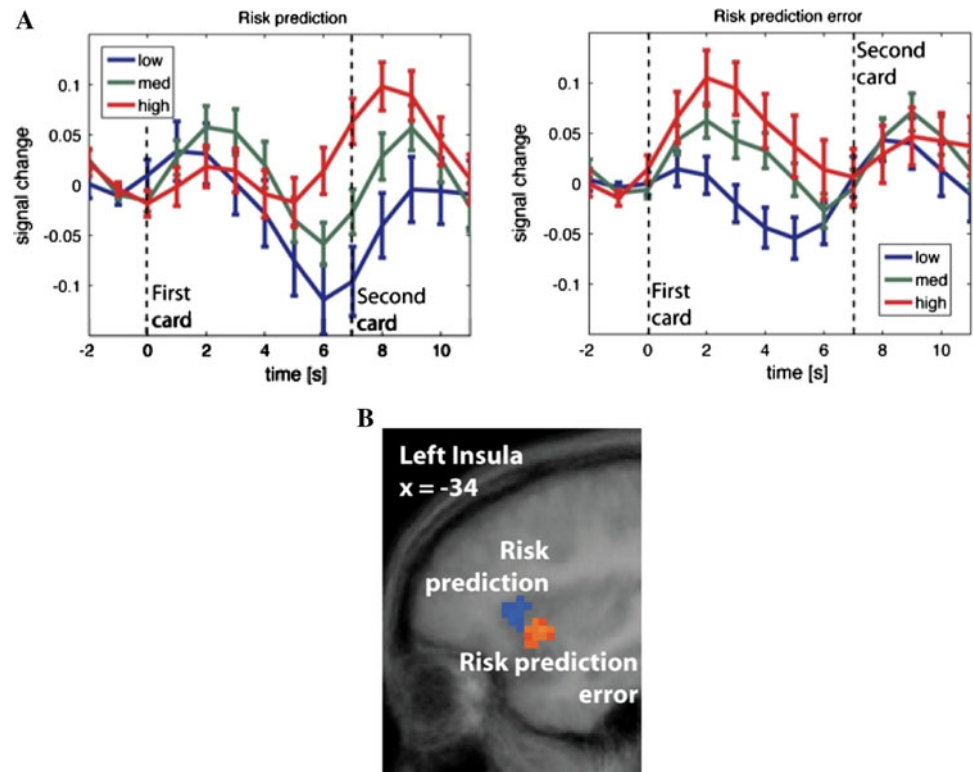 A
Risk prediction
signal change
0.1
0.05
0
-0.05
-0.1
low
med
high
First
card
Second
card
-2 0 2 4 6 8 10
time [s]
Risk prediction error
signal change
0.1
0.05
0
-0.05
-0.1
Second
card
First
card
low
med
high
-2 0 2 4 6 8 10
time [s]
B
Left Insula
x = -34
Risk
prediction
Risk prediction
error